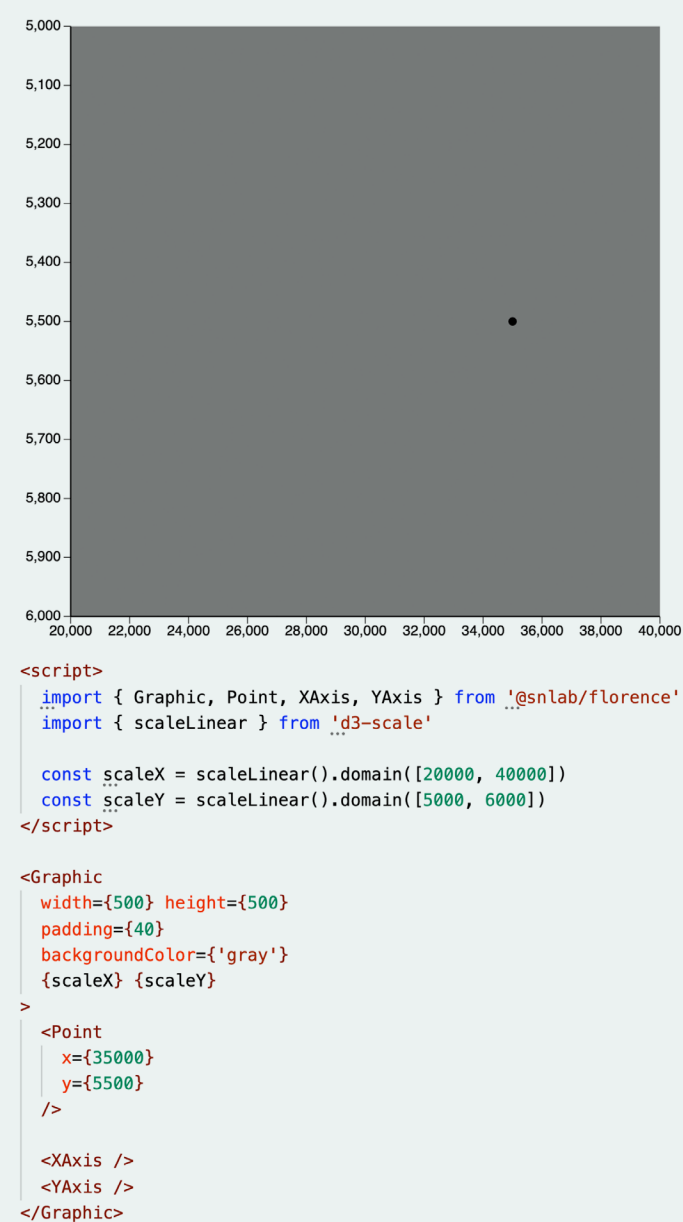 5,000
5,100
5,200
5,300
5,400
5,500
5,600
5,700
5,800
5,900
6,000
20,000 22,000 24,000 26,000 28,000 30,000 32,000 34,000 36,000 38,000 40,000
<script>
  import { Graphic, Point, XAxis, YAxis } from '@snlab/florence'
  import { scaleLinear } from 'd3-scale'

  const scaleX = scaleLinear().domain([20000, 40000])
  const scaleY = scaleLinear().domain([5000, 6000])
</script>

<Graphic
  width={500} height={500}
  padding={40}
  backgroundColor={'gray'}
  {scaleX} {scaleY}
>
  <Point
    x={35000}
    y={5500}
  />

  <XAxis />
  <YAxis />
</Graphic>